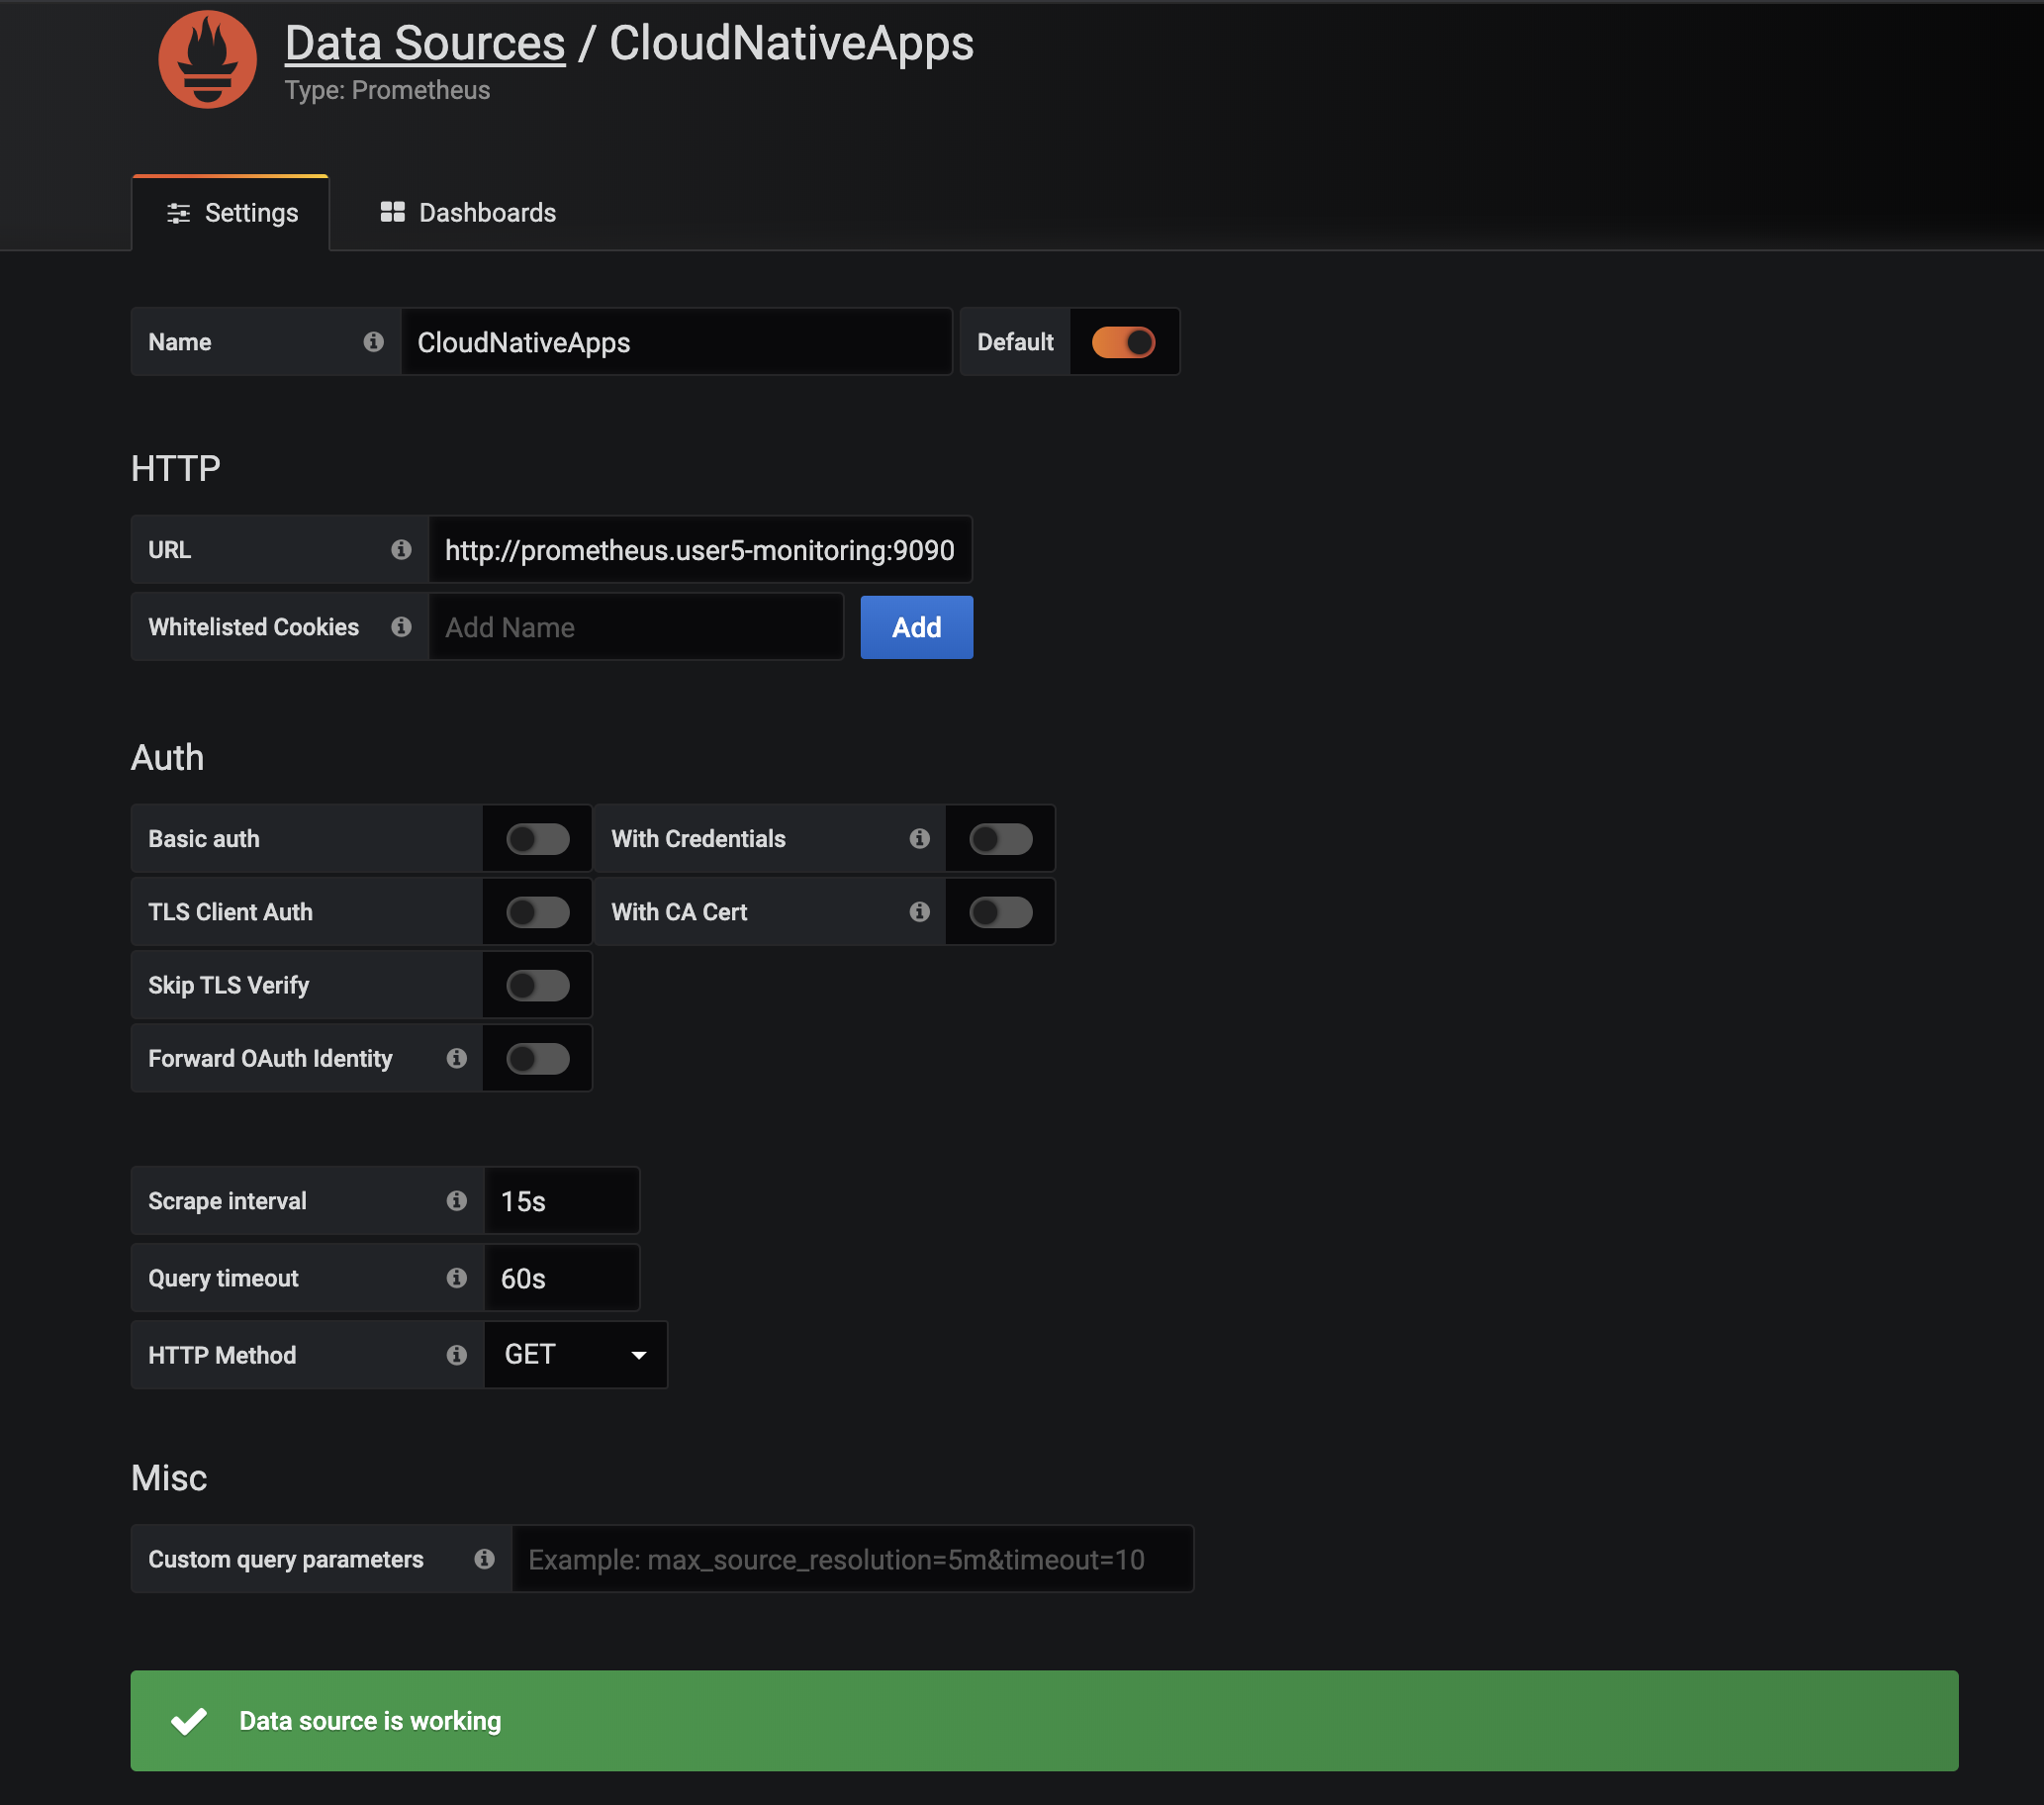 Data Sources / CloudNativeApps
Type: Prometheus
Settings Dashboards
Name CloudNativeApps Default
HTTP
URL http://prometheus.user5-monitoring:9090
Whitelisted Cookies Add Name Add
Auth
Basic auth With Credentials
TLS Client Auth With CA Cert
Skip TLS Verify
Forward OAuth Identity
Scrape interval 15s
Query timeout 60s
HTTP Method GET
Misc
Custom query parameters Example: max_source_resolution=5m&timeout=10
Data source is working